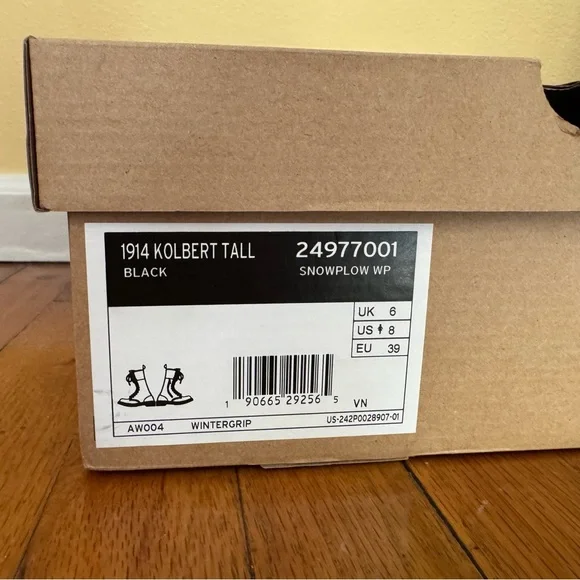 1914 KOLBERT TALL 24977001
BLACK SNOWPLOW WP
UK 6
US 8
EU 39
1 90665 29256 5 VN
AW004 WINTERGRIP US-242P0028907-01